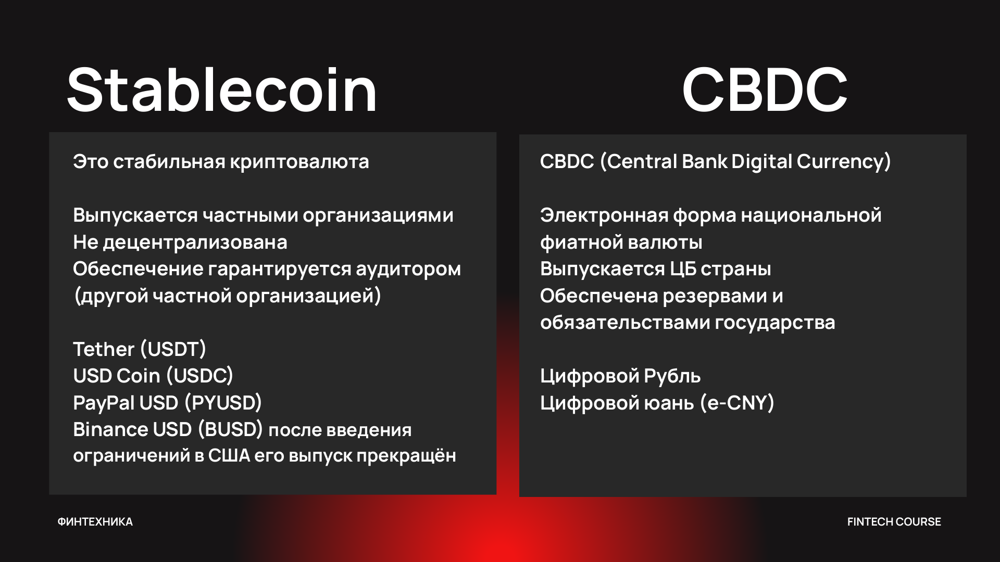 Stablecoin
CBDC
Это стабильная криптовалюта
Выпускается частными организациями
Не децентрализована
Обеспечение гарантируется аудитором
(другой частной организацией)
Tether (USDT)
USD Coin (USDC)
PayPal USD (PYUSD)
Binance USD (BUSD) после введения
ограничений в США его выпуск прекращён
CBDC (Central Bank Digital Currency)
Электронная форма национальной
фиатной валюты
Выпускается ЦБ страны
Обеспечена резервами и
обязательствами государства
Цифровой Рубль
Цифровой юань (e-CNY)
ФИНТЕХНИКА
FINTECH COURSE